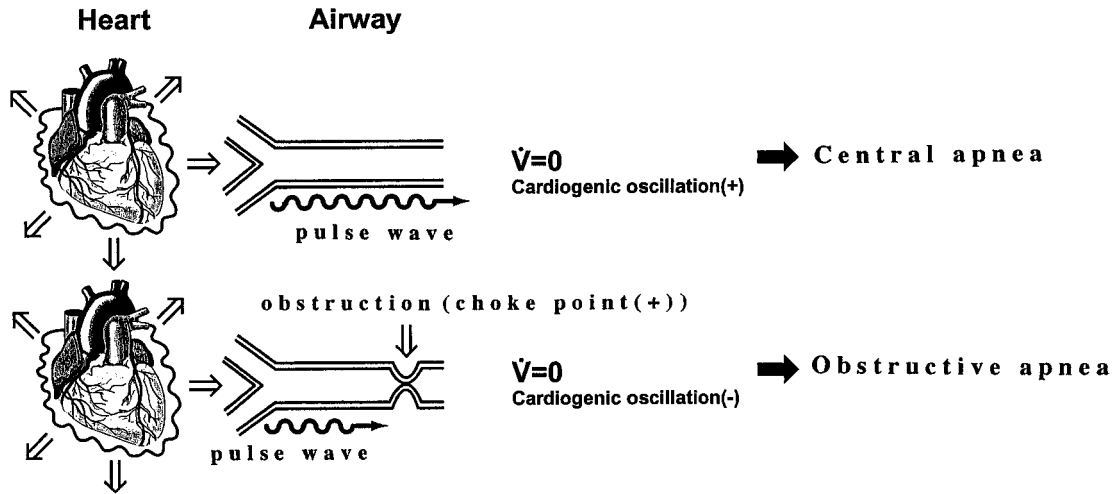 Heart
Airway
V̇=0
Cardiogenic oscillation(+)
Central apnea
pulse wave
obstruction (choke point(+))
V̇=0
Cardiogenic oscillation(-)
Obstructive apnea
pulse wave